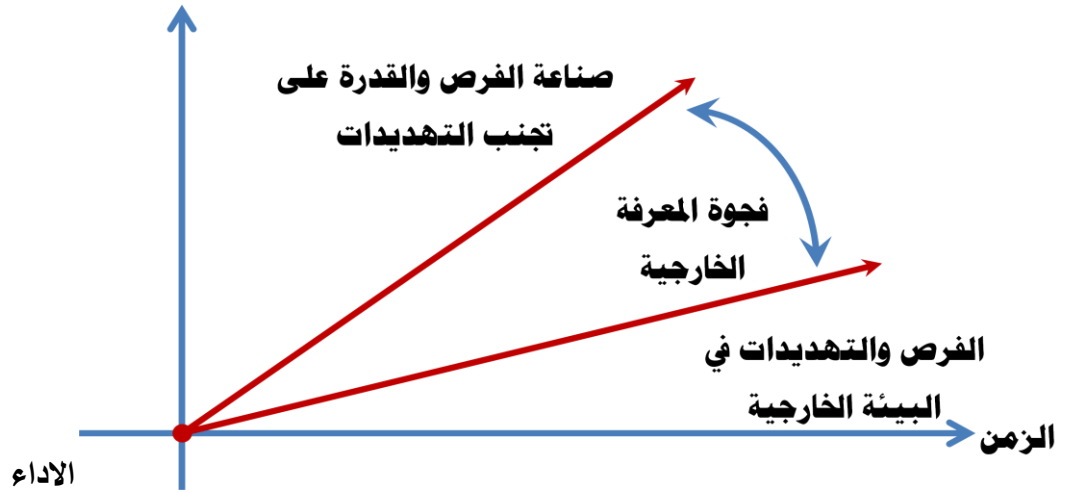 صناعة الفرص والقدرة على
تجنب التهديدات
فجوة المعرفة
الخارجية
الفرص والتهديدات في
البيئة الخارجية
الزمن
الاداء